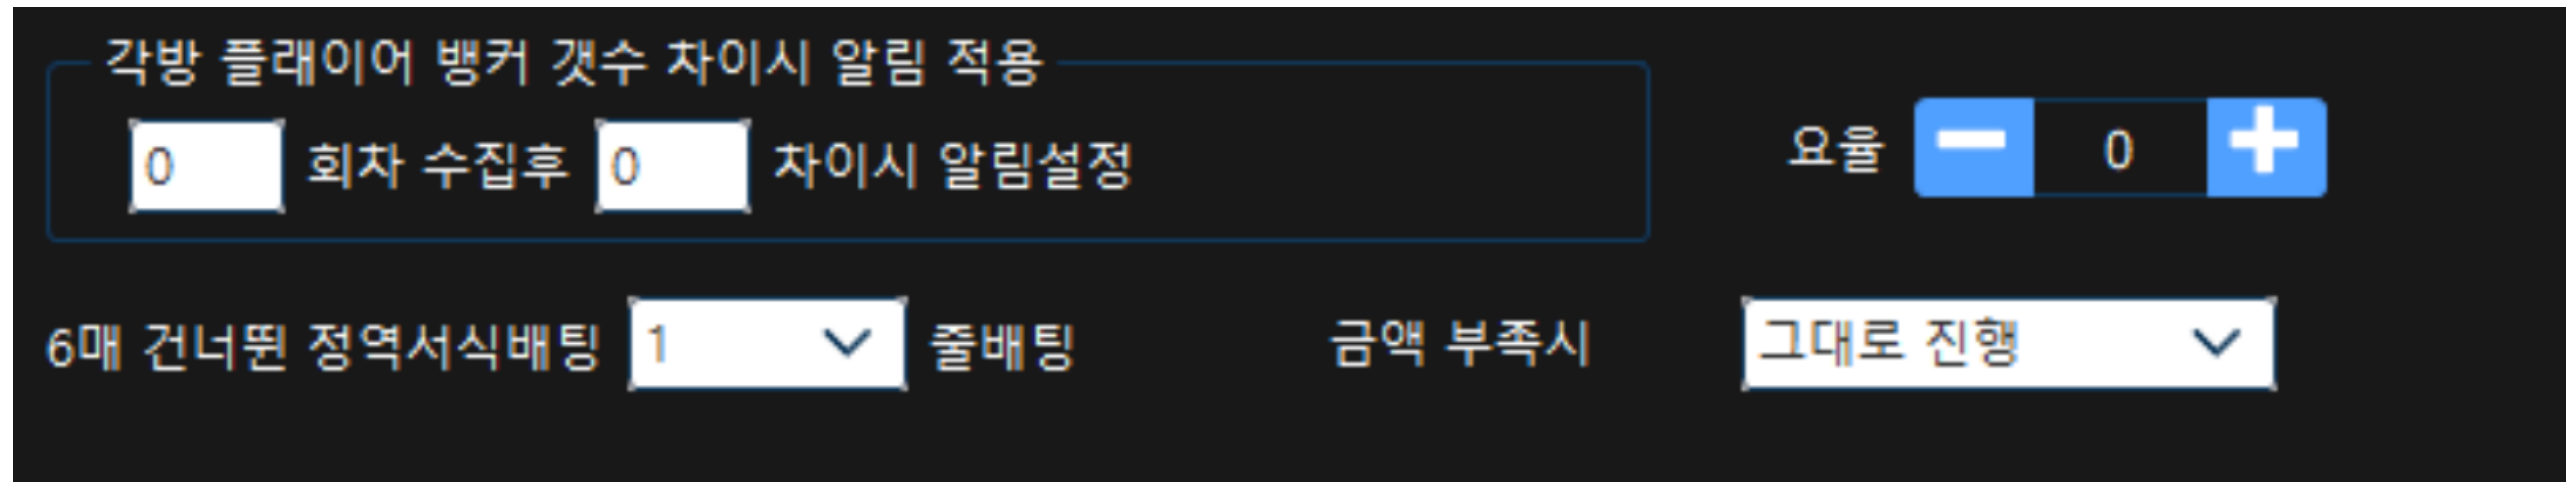 각방 플래이어 뱅커 갯수 차이시 알림 적용
0 회차 수집후 0 차이시 알림설정
요율 - 0 +
6매 건너뛴 정역서식배팅 1 줄배팅
금액 부족시 그대로 진행